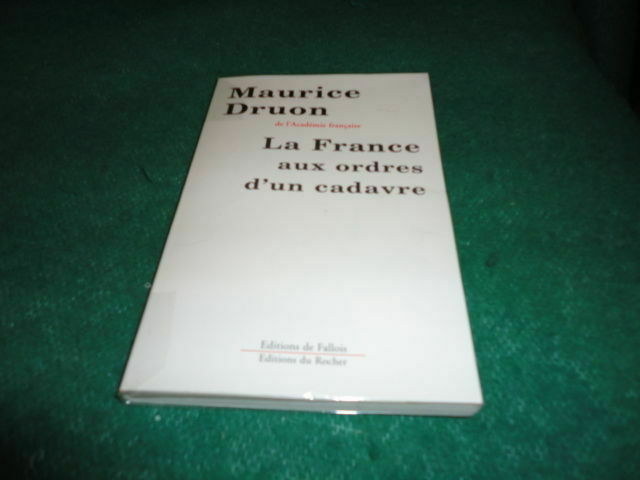 Maurice
Druon
de l'Académie française
La France
aux ordres
d'un cadavre
Editions de Fallois
Editions du Rocher